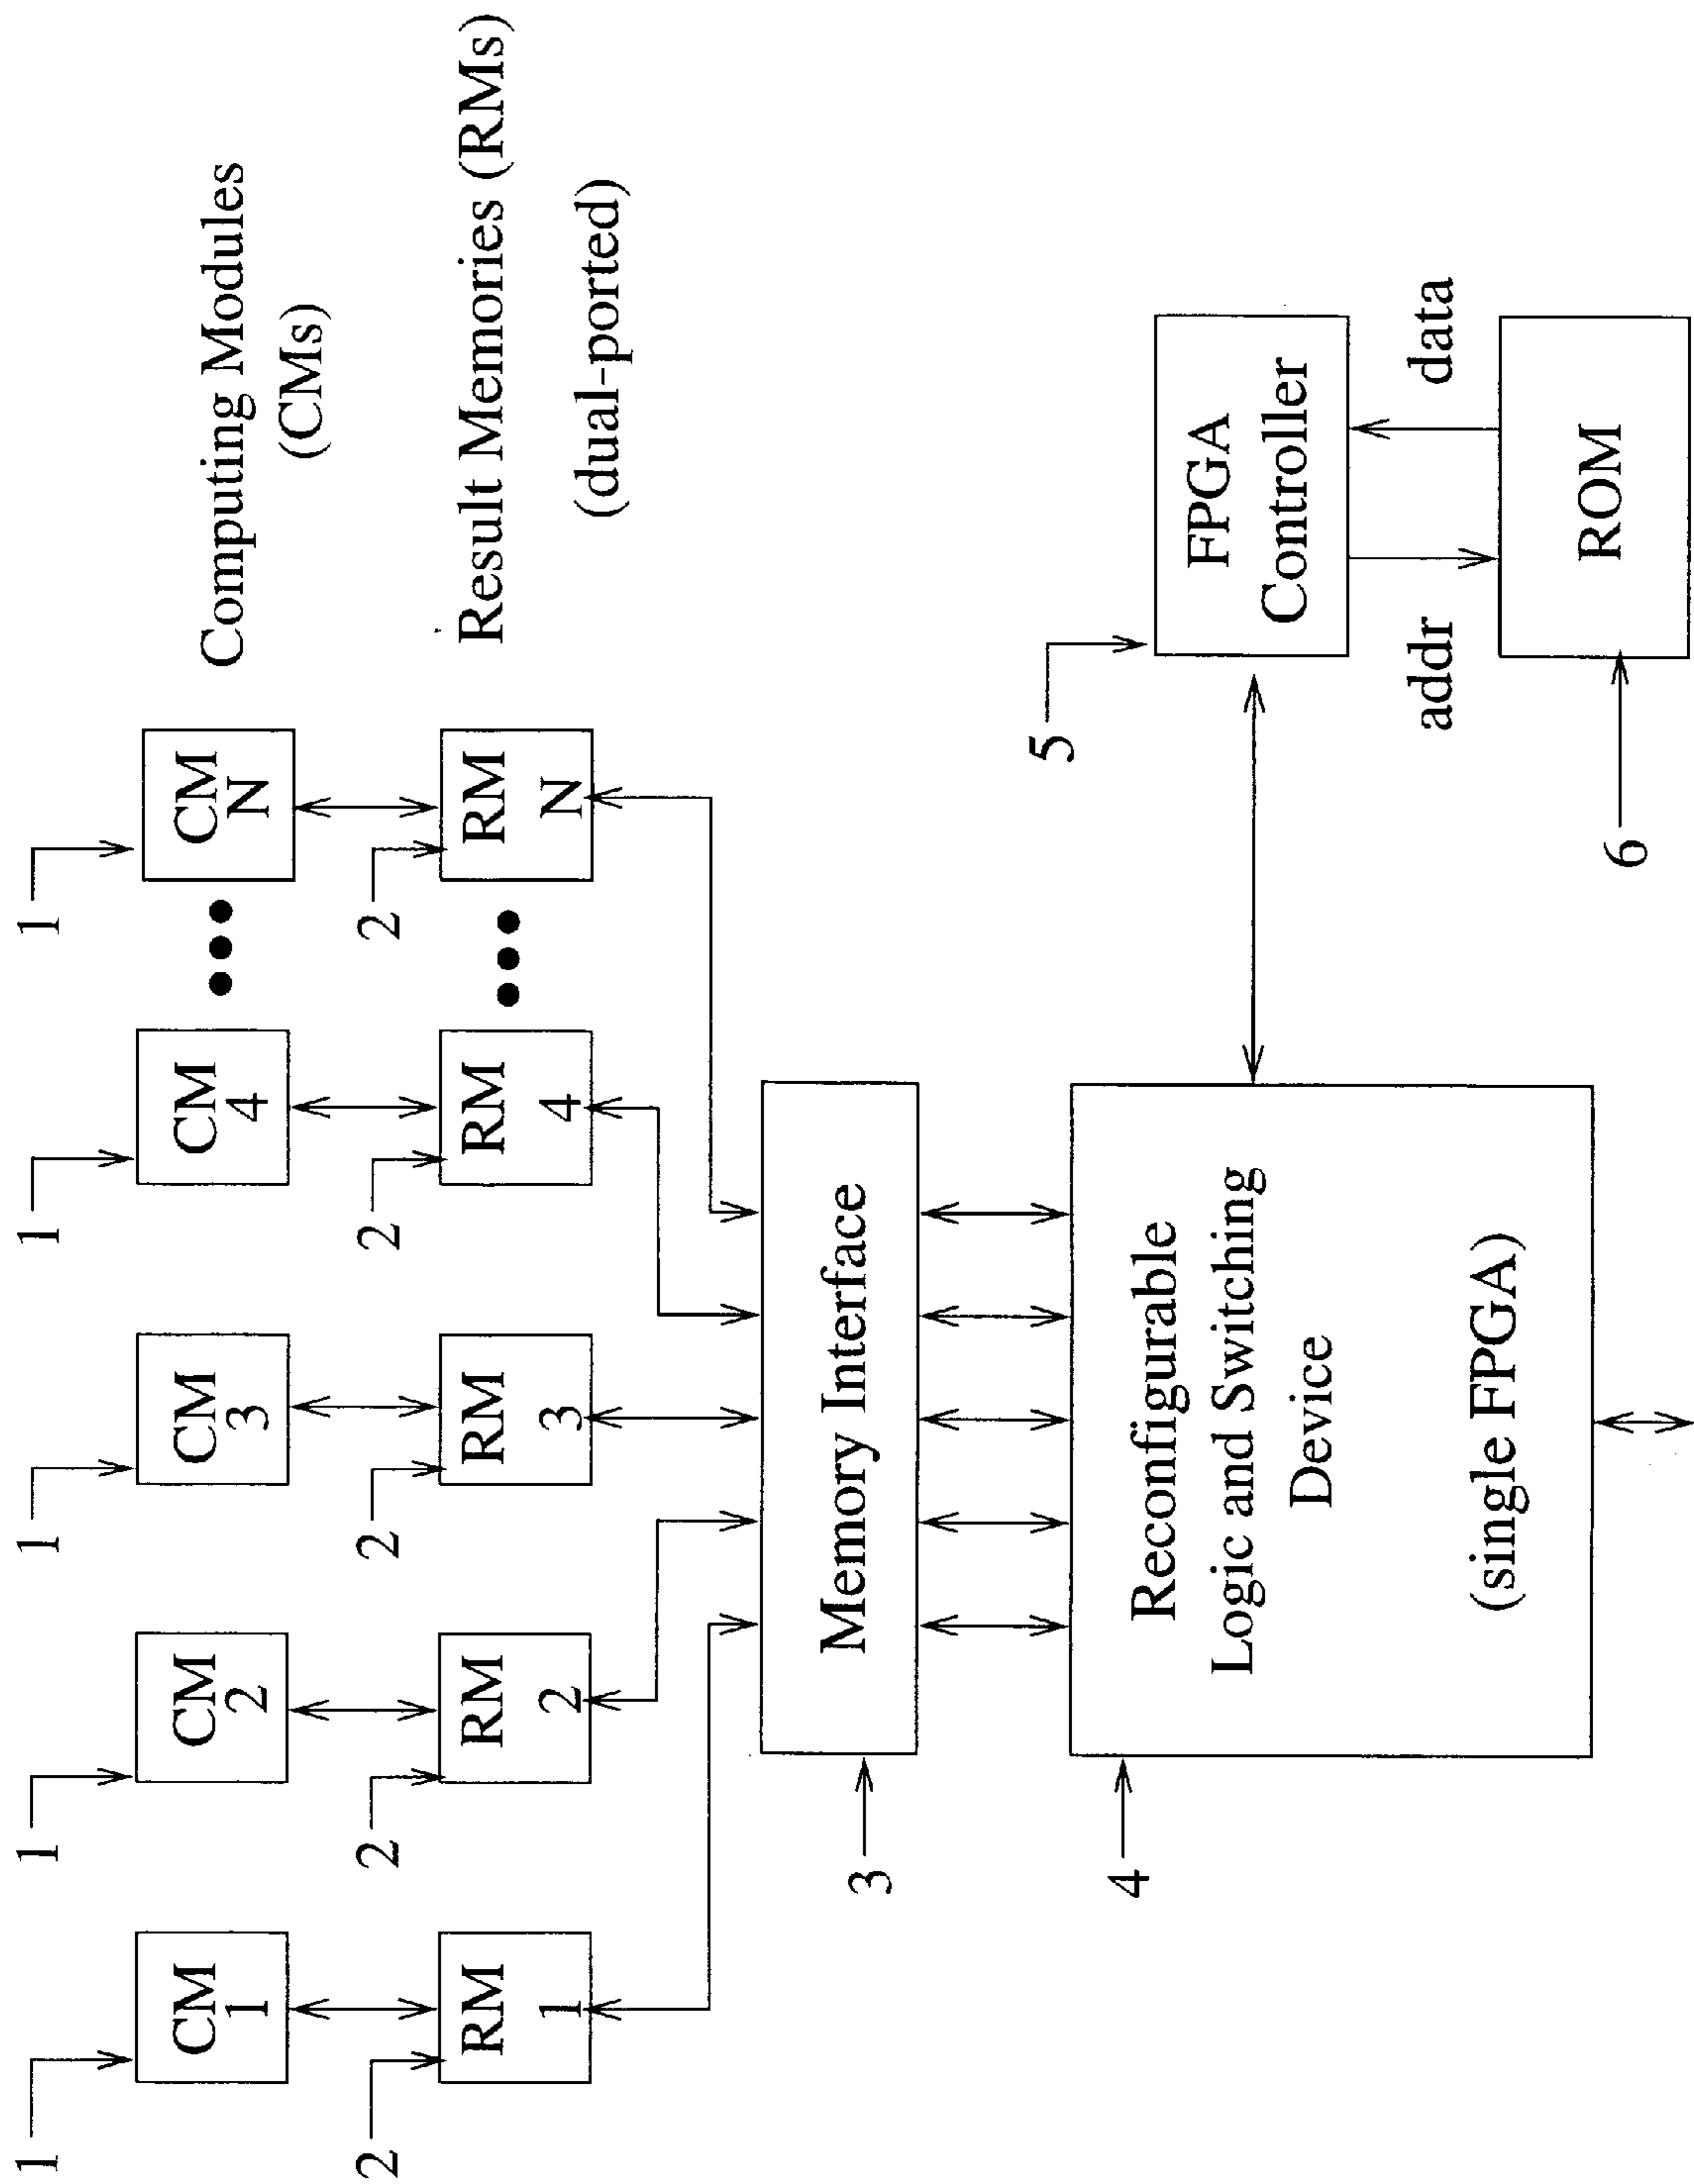 1
1
1
1
1
CM
1
CM
2
CM
3
CM
4
CM
N
Computing Modules
(CMs)
2
2
2
2
2
RM
1
RM
2
RM
3
RM
4
RM
N
Result Memories (RMs)
(dual-ported)
3
Memory Interface
4
Reconfigurable
Logic and Switching
Device
(single FPGA)
5
FPGA
Controller
addr
data
6
ROM